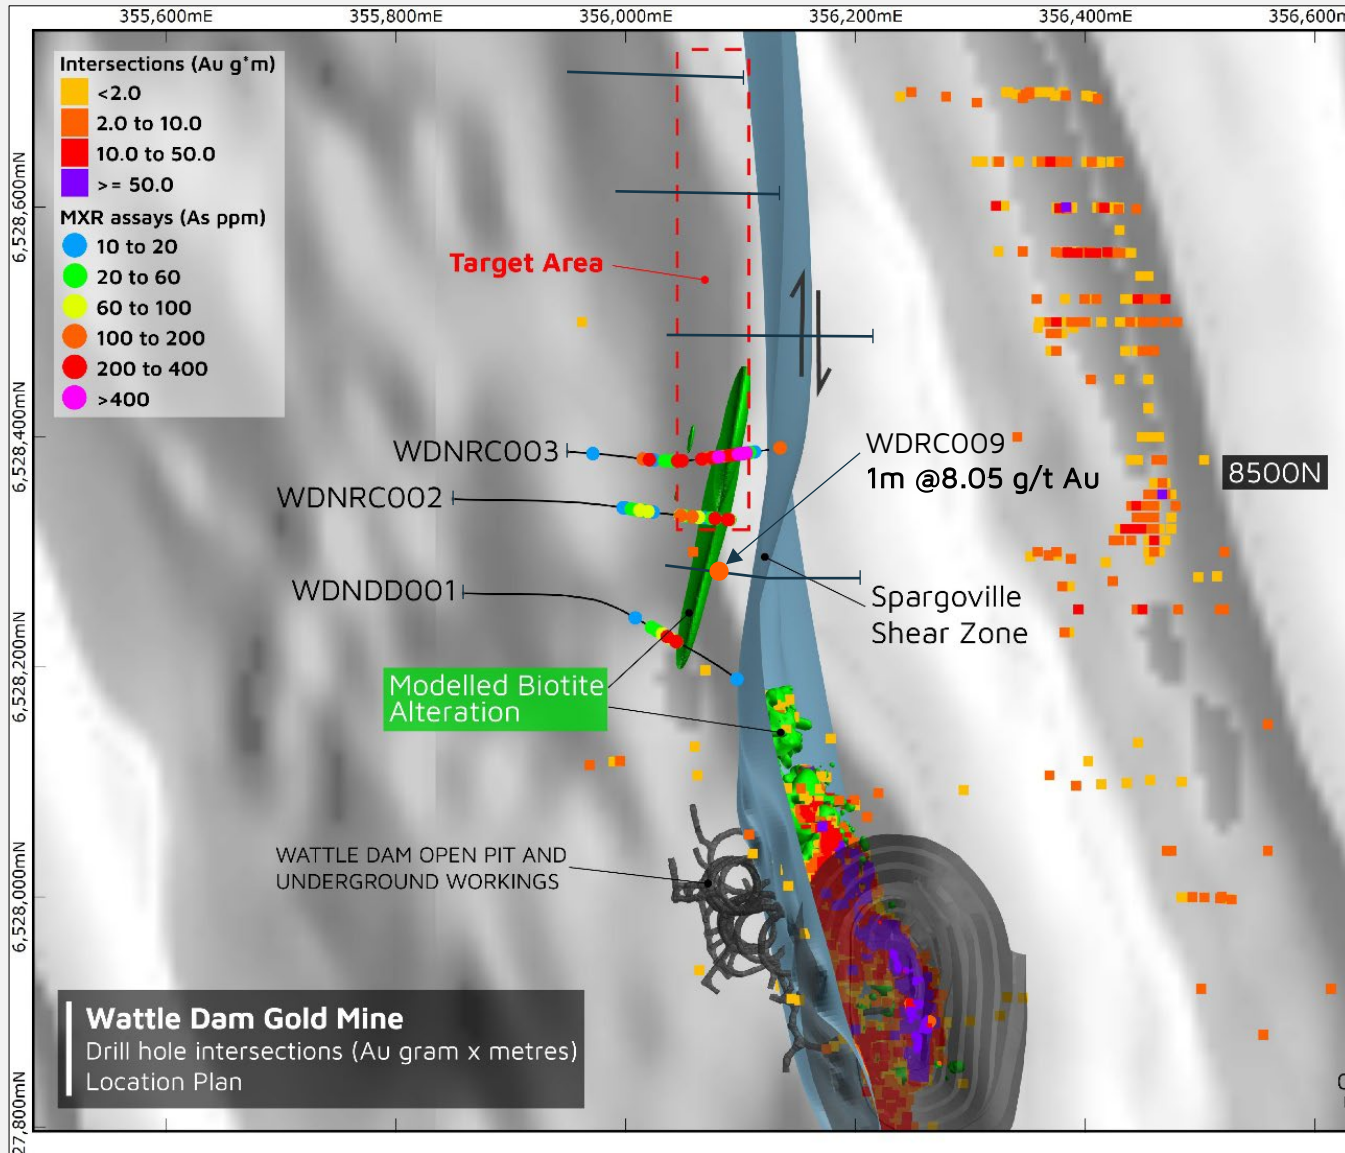 355,600mE
355,800mE
356,000mE
356,200mE
356,400mE
356,600m
Intersections (Au g*m)
<2.0
2.0 to 10.0
10.0 to 50.0
>= 50.0
MXR assays (As ppm)
10 to 20
20 to 60
60 to 100
100 to 200
200 to 400
>400
6,528,600mN
6,528,400mN
6,528,200mN
6,528,000mN
27,800mN
Target Area
WDNRC003
WDNRC002
WDNDD001
WDRC009
1m @8.05 g/t Au
8500N
Spargoville
Shear Zone
Modelled Biotite
Alteration
WATTLE DAM OPEN PIT AND
UNDERGROUND WORKINGS
Wattle Dam Gold Mine
Drill hole intersections (Au gram x metres)
Location Plan